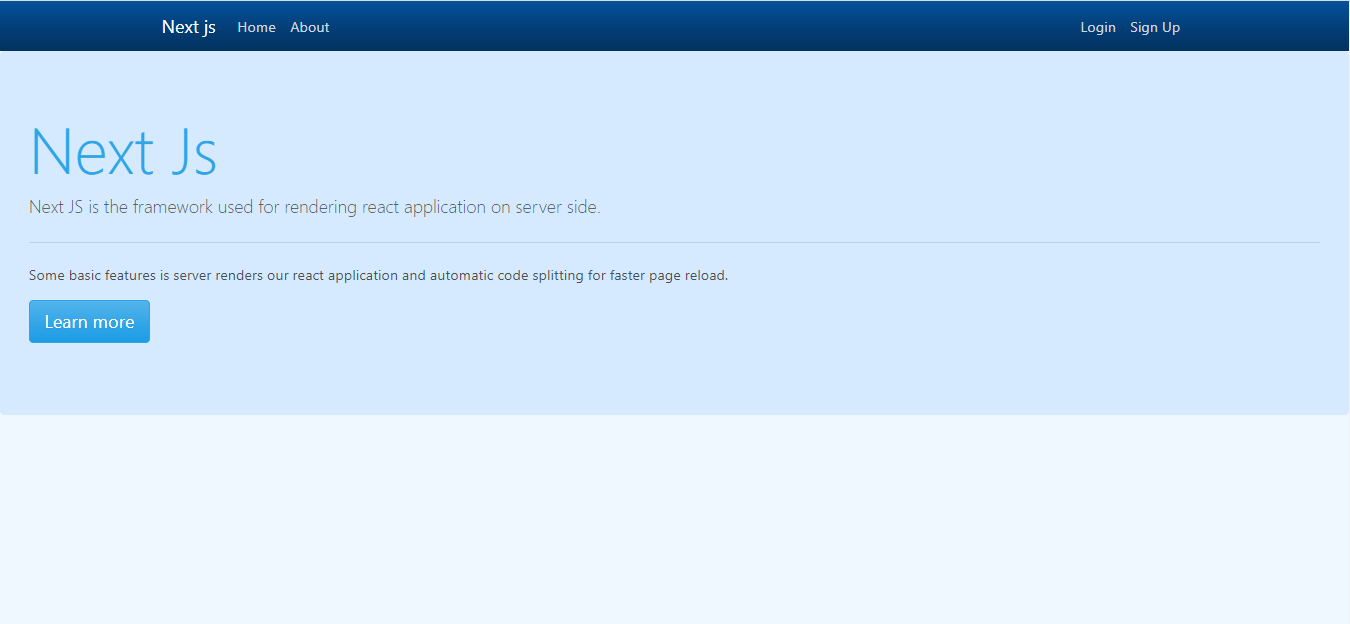 Next js Home About Login Sign Up
Next Js
Next JS is the framework used for rendering react application on server side.
Some basic features is server renders our react application and automatic code splitting for faster page reload.
Learn more